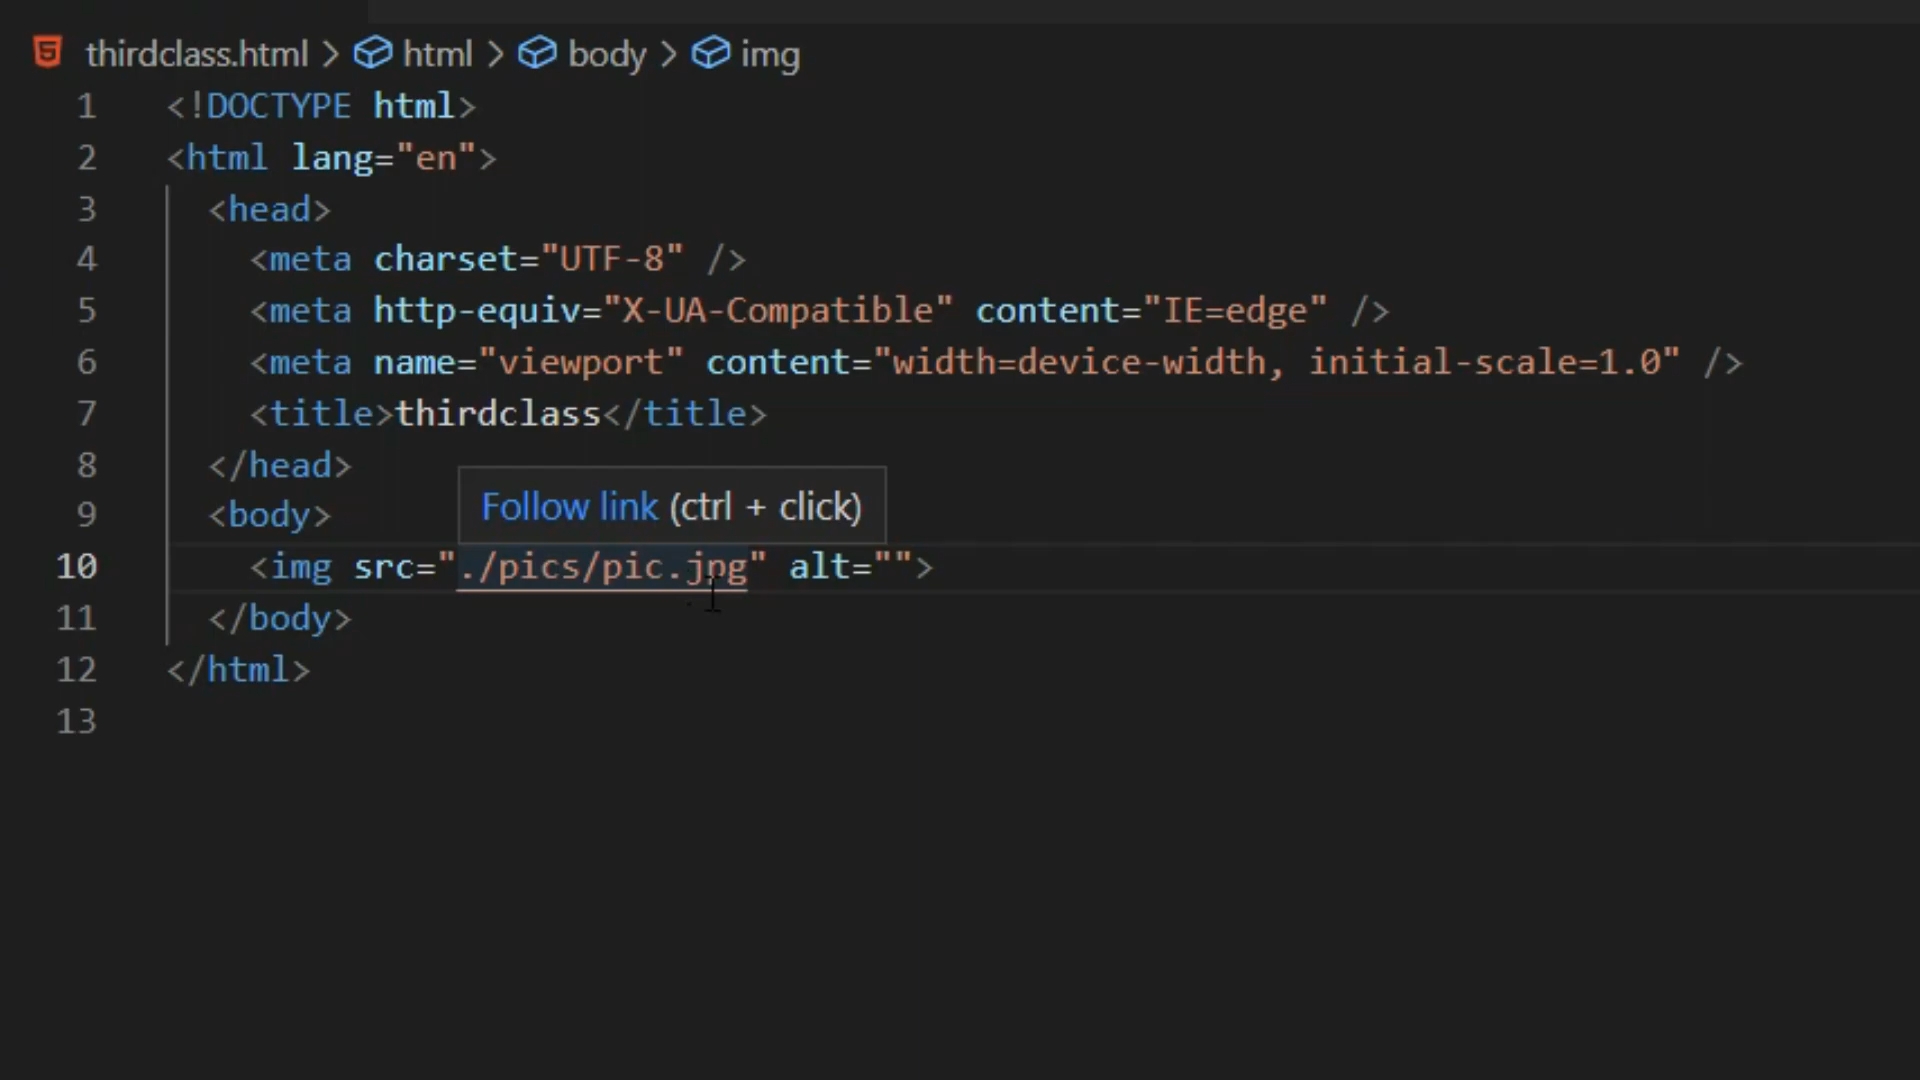 thirdclass.html > html > body > img
1 <!DOCTYPE html>
2 <html lang="en">
3 <head>
4 <meta charset="UTF-8" />
5 <meta http-equiv="X-UA-Compatible" content="IE=edge" />
6 <meta name="viewport" content="width=device-width, initial-scale=1.0" />
7 <title>thirdclass</title>
8 </head>
Follow link (ctrl + click)
9 <body>
10 <img src="./pics/pic.jpg" alt="">
11 </body>
12 </html>
13